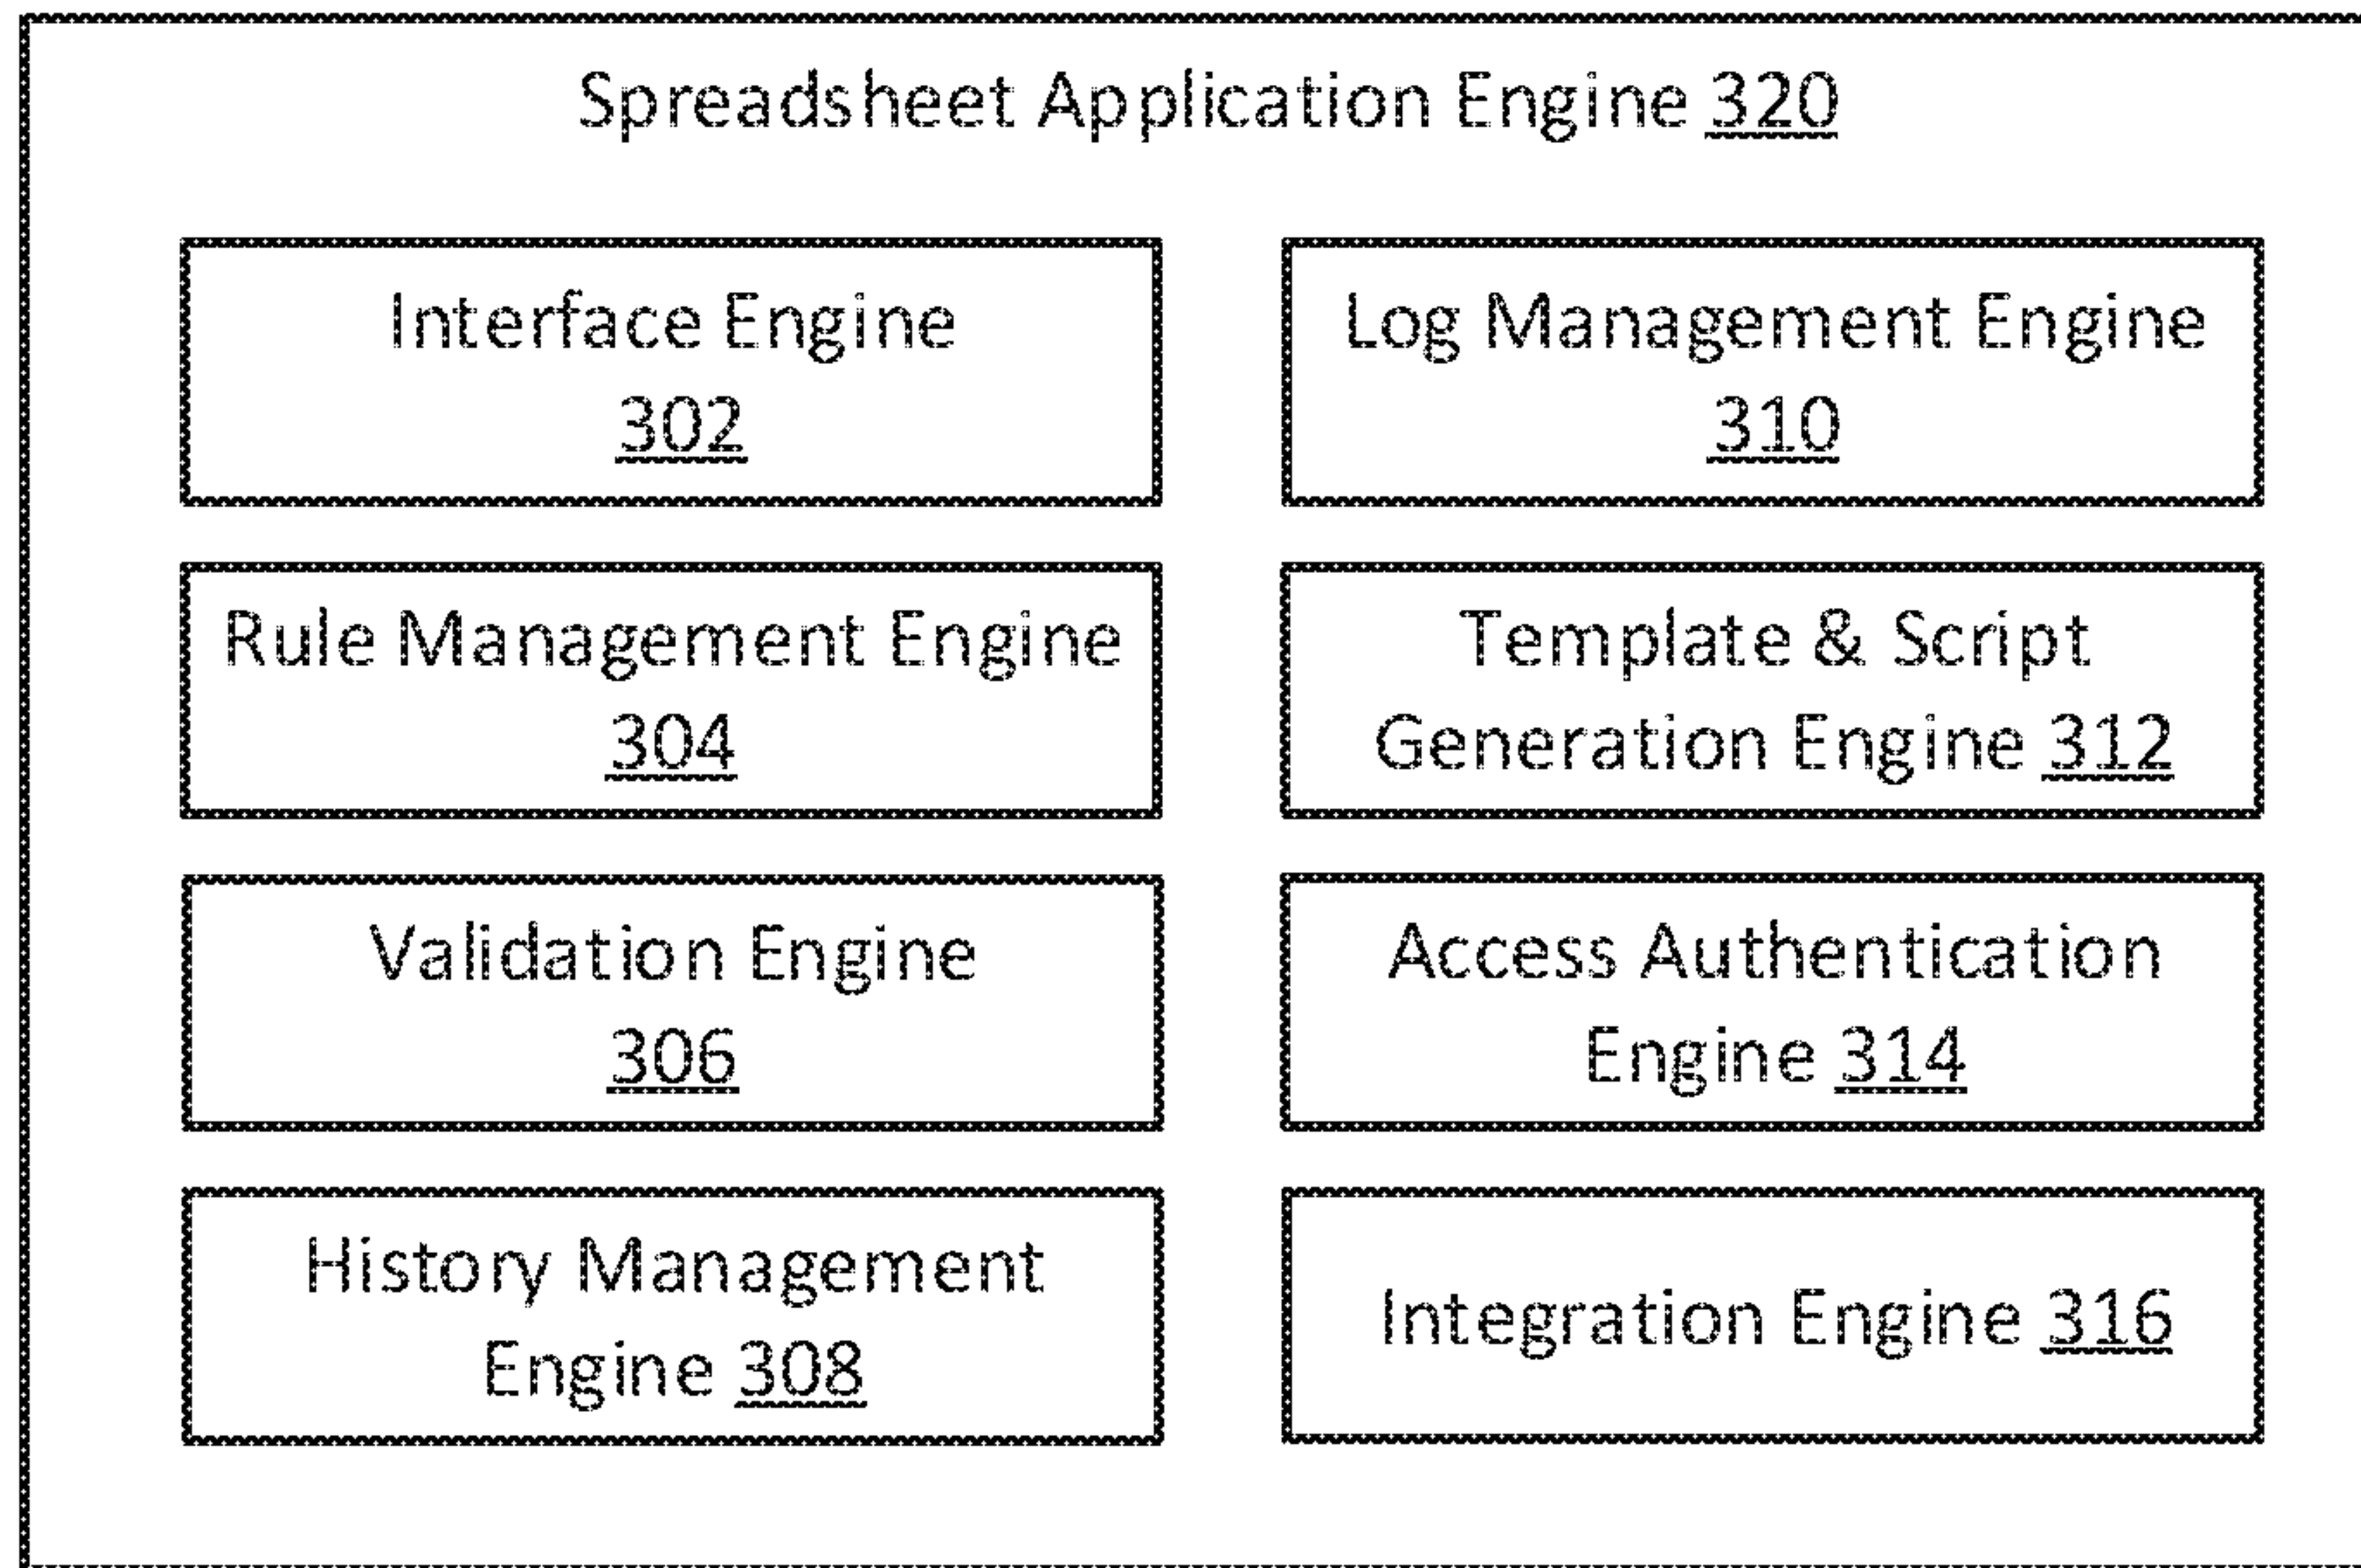 Spreadsheet Application Engine 320
Interface Engine
302
Log Management Engine
310
Rule Management Engine
304
Template & Script
Generation Engine 312
Validation Engine
306
Access Authentication
Engine 314
History Management
Engine 308
Integration Engine 316